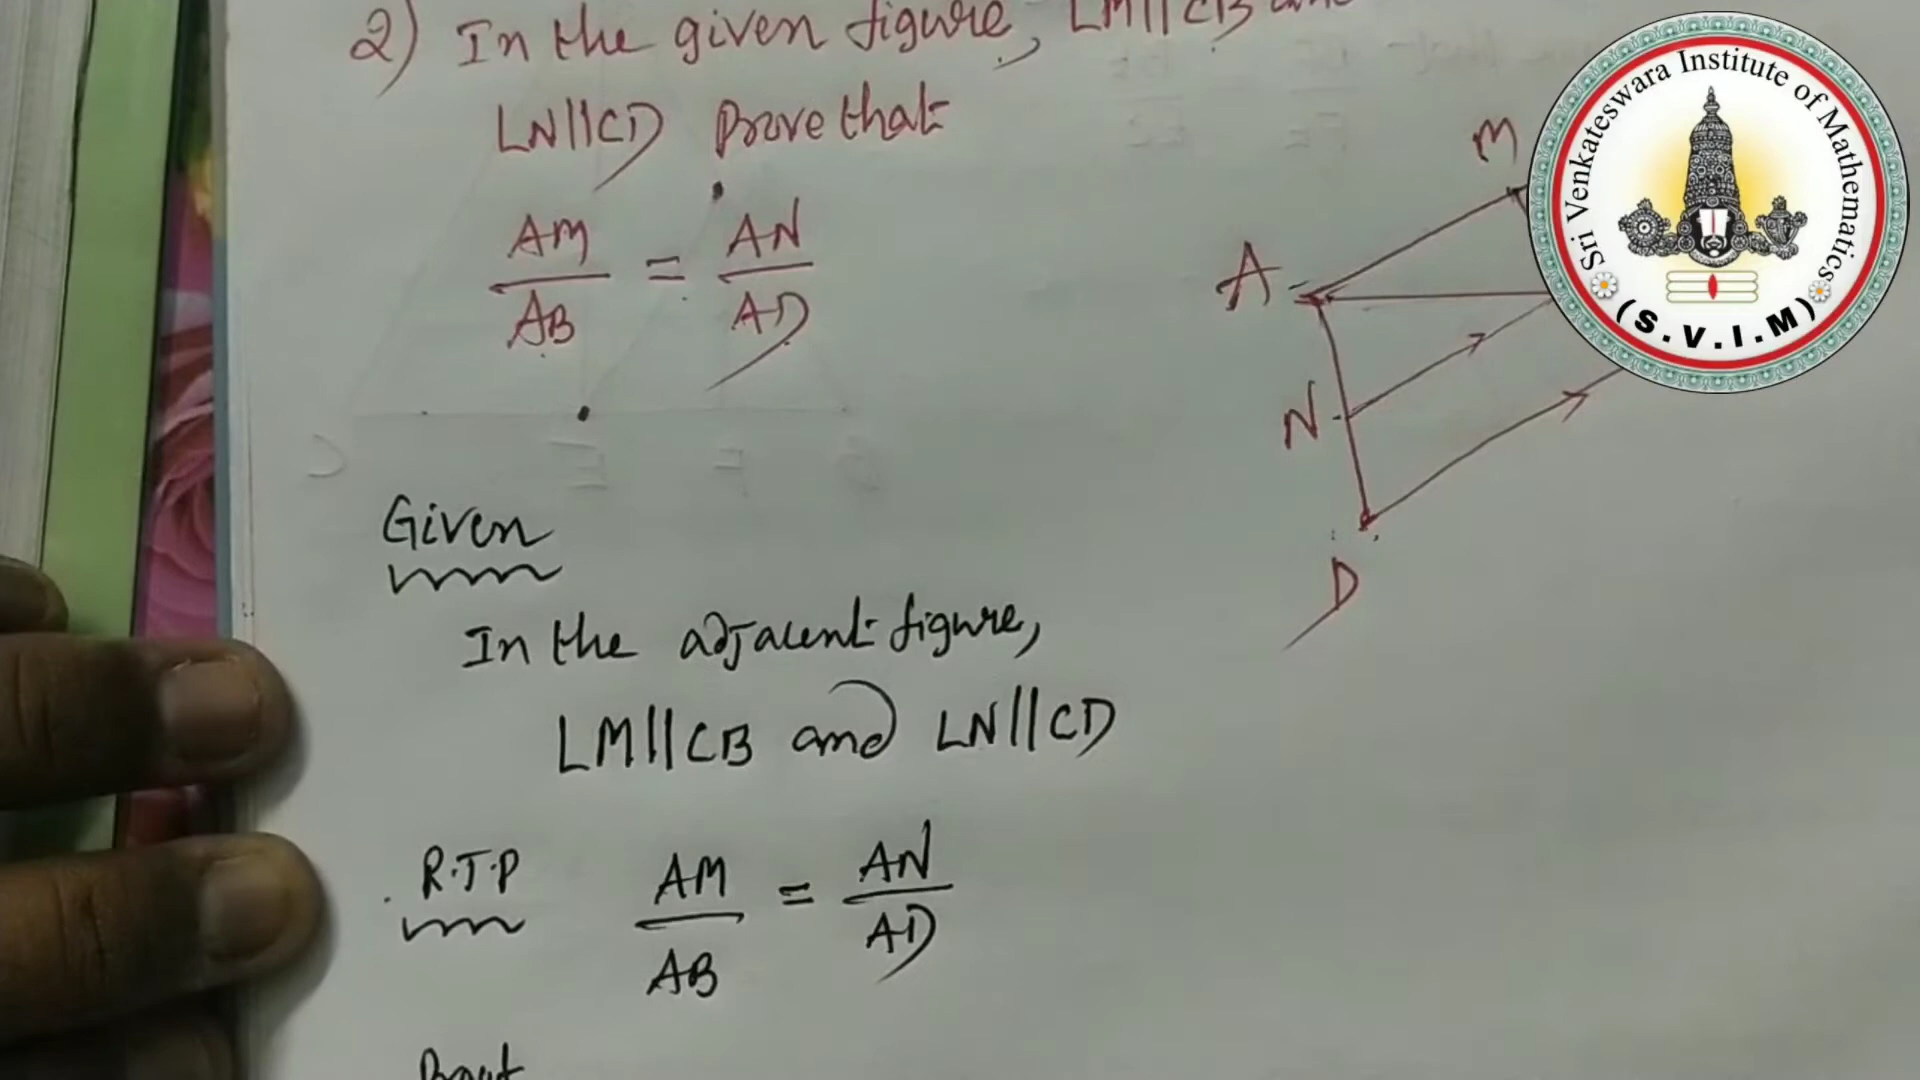 2) In the given figure, LM||CB and
LN||CD Prove that
AM/AB = AN/AD
M
A
N
D
Given
In the adjacent figure,
LM||CB and LN||CD
R.T.P AM/AB = AN/AD
Sri Venkateswara Institute of Mathematics
(S.V.I.M)